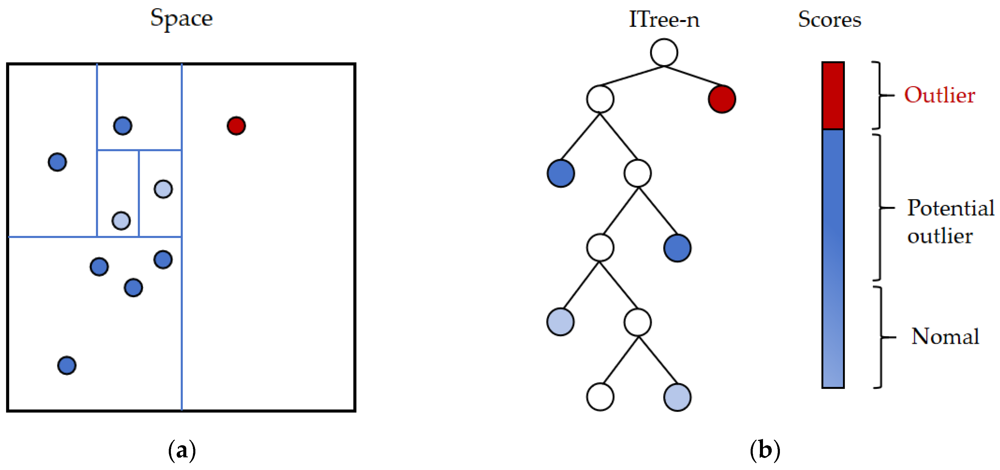 Space
ITree-n
Scores
Outlier
Potential
outlier
Nomal
(a)
(b)